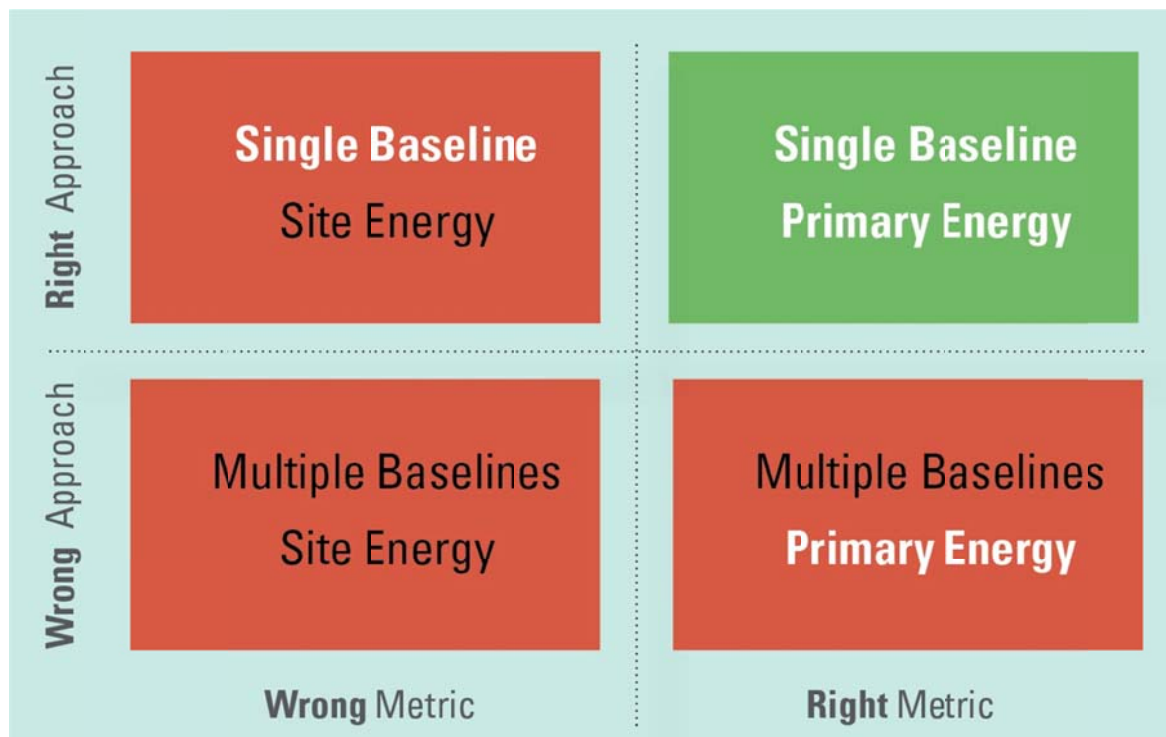 Right Approach
Single Baseline
Site Energy
Single Baseline
Primary Energy
Wrong Approach
Multiple Baselines
Site Energy
Multiple Baselines
Primary Energy
Wrong Metric
Right Metric